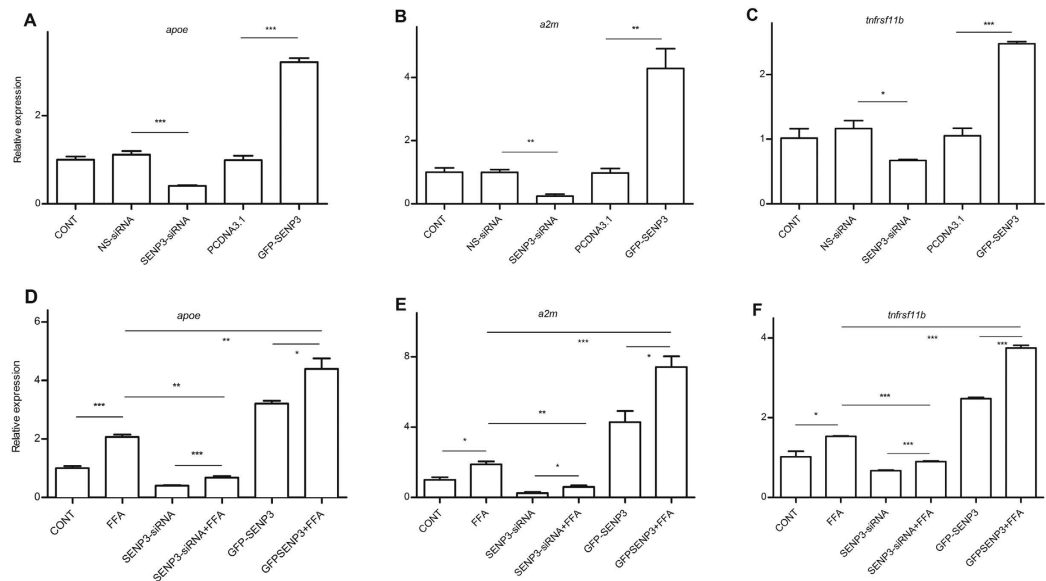 A
apoe
***
***
Relative expression
2
0
CONT
NS-siRNA
SENP3-siRNA
PCDNA3.1
GFP-SENP3
B
a2m
**
**
4
2
0
CONT
NS-siRNA
SENP3-siRNA
PCDNA3.1
GFP-SENP3
C
tnfrsf11b
***
*
2
1
0
CONT
NS-siRNA
SENP3-siRNA
PCDNA3.1
GFP-SENP3
D
apoe
**
*
**
***
***
Relative expression
6
4
2
0
CONT
FFA
SENP3-siRNA
SENP3-siRNA+FFA
GFP-SENP3
GFPSENP3+FFA
E
a2m
***
*
**
*
*
8
4
0
CONT
FFA
SENP3-siRNA
SENP3-siRNA+FFA
GFP-SENP3
GFPSENP3+FFA
F
tnfrsf11b
***
***
***
*
***
4
2
0
CONT
FFA
SENP3-siRNA
SENP3-siRNA+FFA
GFP-SENP3
GFPSENP3+FFA